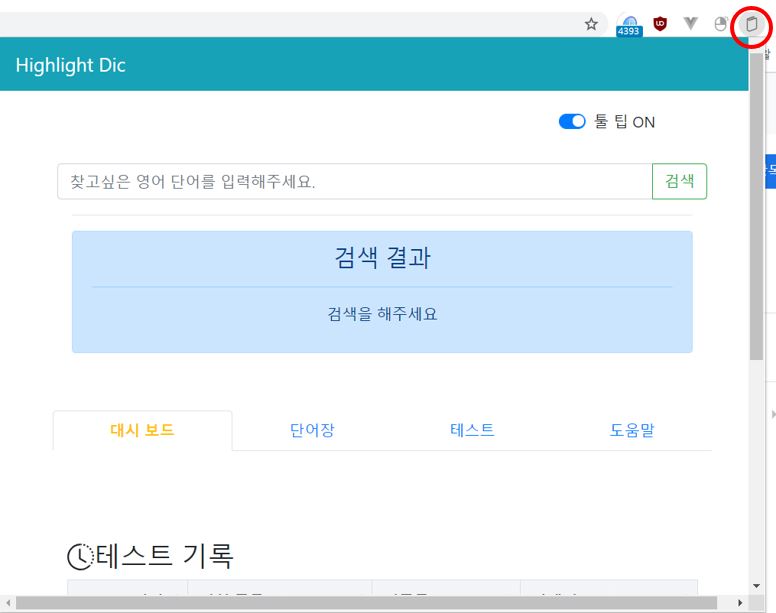 4393
Highlight Dic
툴 팁 ON
찾고싶은 영어 단어를 입력해주세요.
검색
검색 결과
검색을 해주세요
대시 보드
단어장
테스트
도움말
테스트 기록